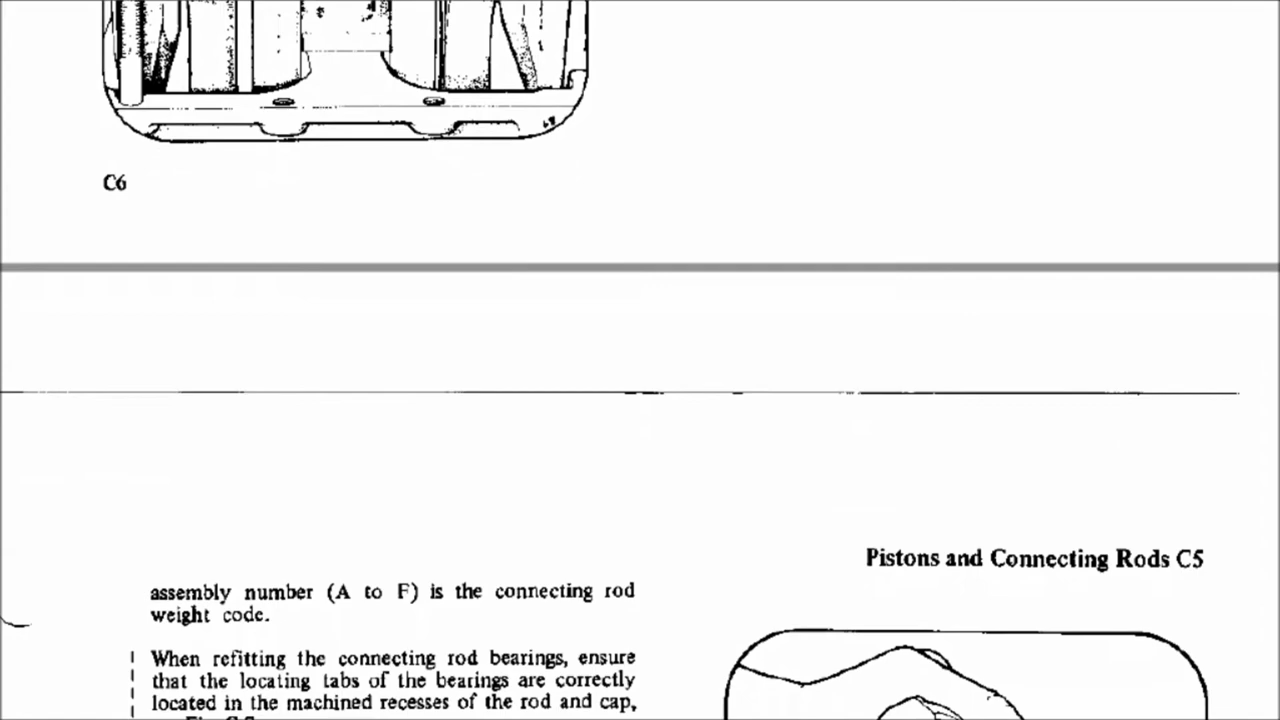 C6
Pistons and Connecting Rods C5
assembly number (A to F) is the connecting rod
weight code.
When refitting the connecting rod bearings, ensure
that the locating tabs of the bearings are correctly
located in the machined recesses of the rod and cap,